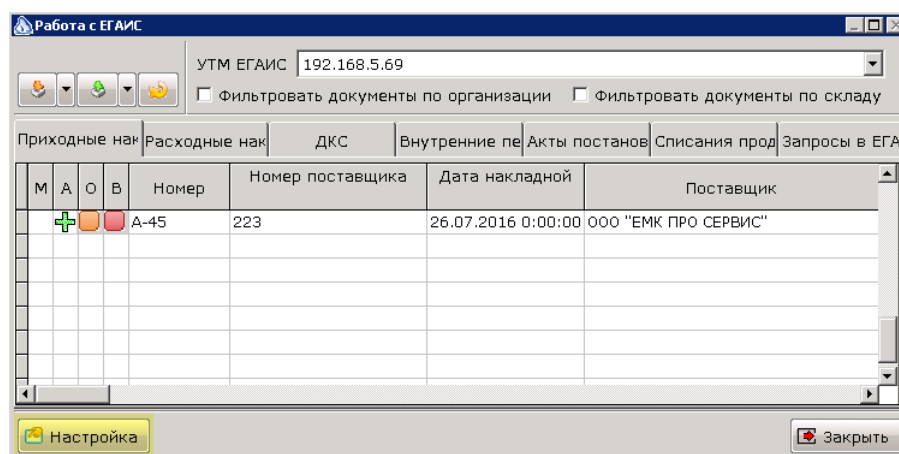 Работа с ЕГАИС
УТМ ЕГАИС 192.168.5.69
Фильтровать документы по организации Фильтровать документы по складу
Приходные нак Расходные нак ДКС Внутренние пе Акты постанов Списания прод Запросы в ЕГА
М А О В Номер Номер поставщика Дата накладной Поставщик
А-45 223 26.07.2016 0:00:00 ООО "ЕМК ПРО СЕРВИС"
Настройка Закрыть